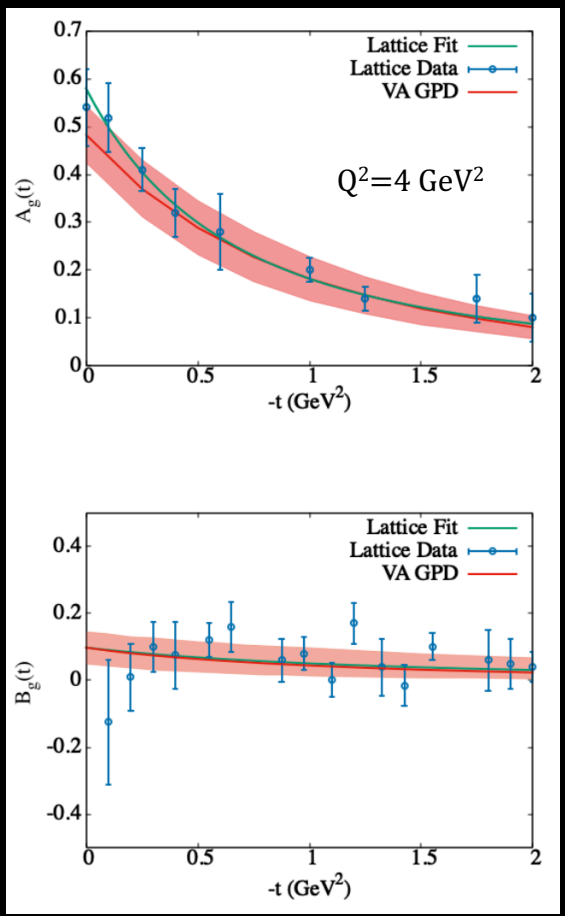 0.7
0.6
0.5
0.4
0.3
0.2
0.1
0
A_g(t)
Lattice Fit
Lattice Data
VA GPD
Q²=4 GeV²
0
0.5
1
1.5
2
-t (GeV²)
0.4
0.2
0
-0.2
-0.4
B_g(t)
Lattice Fit
Lattice Data
VA GPD
0
0.5
1
1.5
2
-t (GeV²)